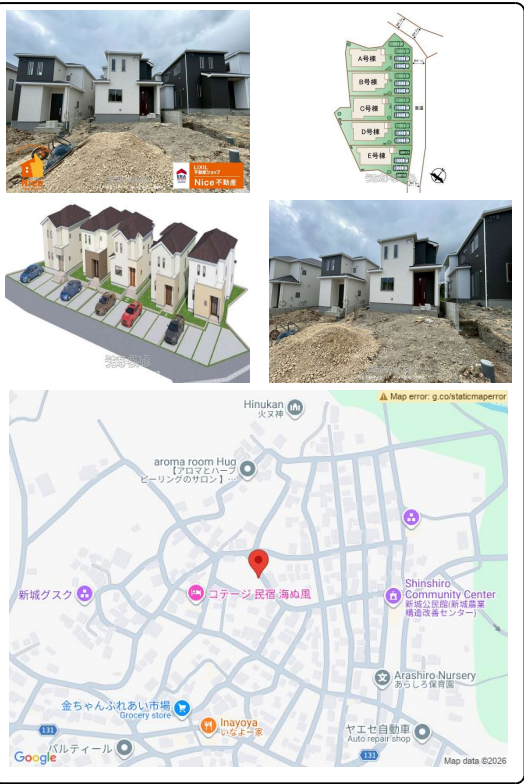 Nice
LIXIL
不動産ショップ
ERA
Nice不動産
A号棟
B号棟
C号棟
D号棟
E号棟
Map error: g.co/staticmaperror
Hinukan
火ヌ神
aroma room Hug
【アロマとハーブ
ピーリングのサロン】…
新城グスク
コテージ 民宿 海ぬ風
Shinshiro
Community Center
新城公民館(新城農業
構造改善センター)
Arashiro Nursery
あらしろ保育園
金ちゃんふれあい市場
Grocery store
Inayoya
いなよー家
ヤエセ自動車
Auto repair shop
131
131
パルティール
Google
Map data ©2026